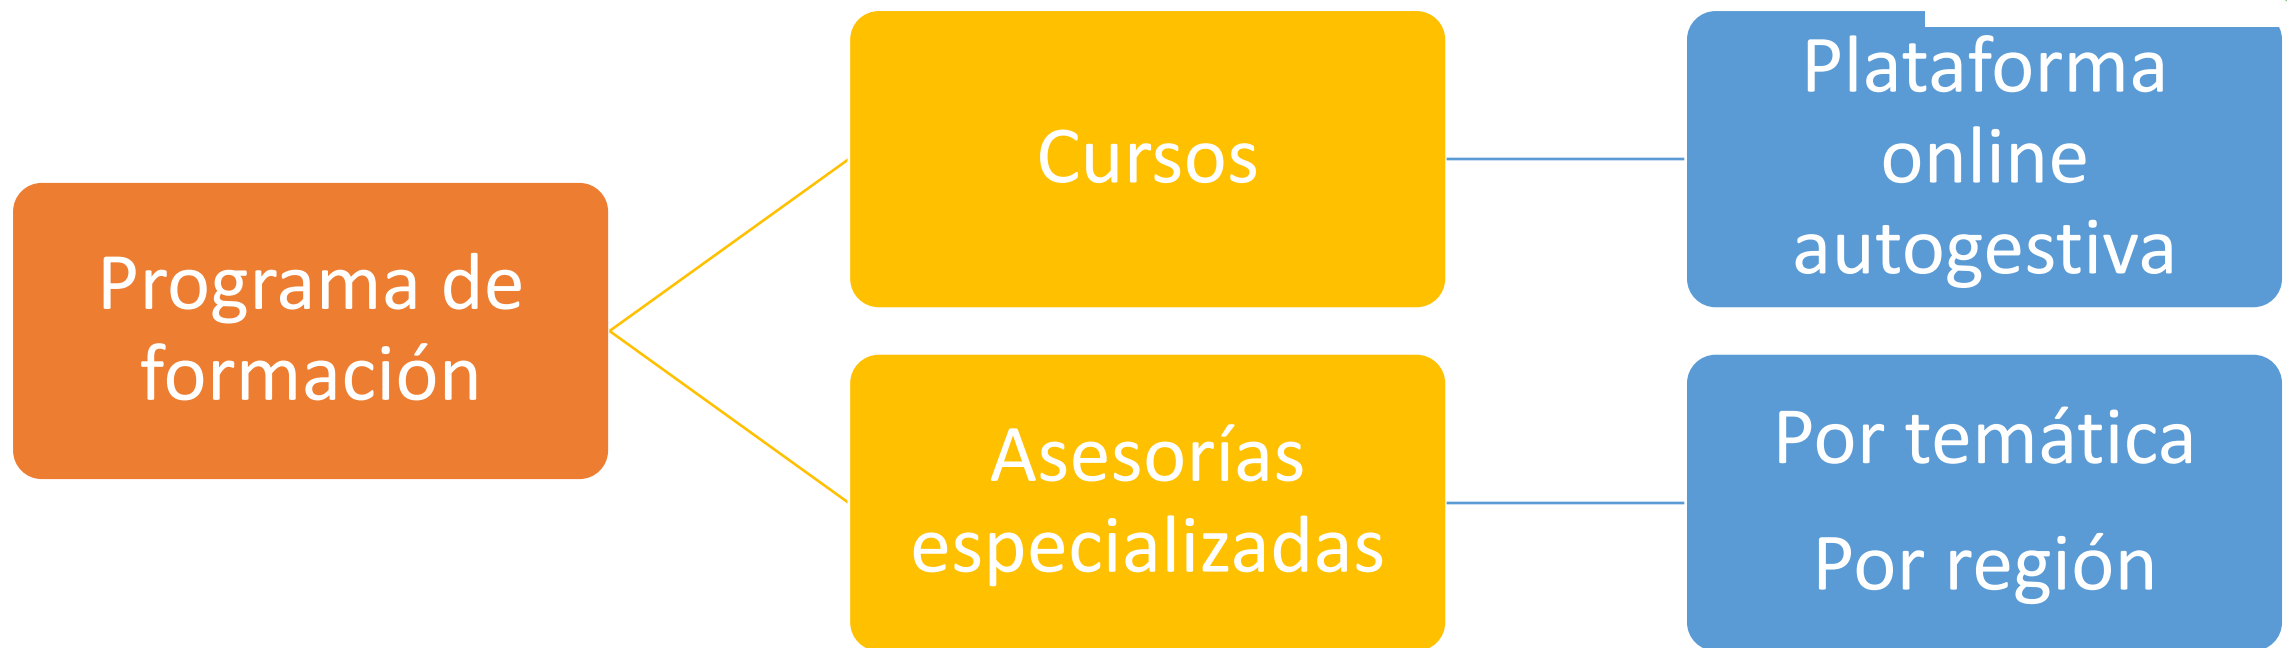 Programa de
formación
Cursos
Plataforma
online
autogestiva
Asesorías
especializadas
Por temática
Por región